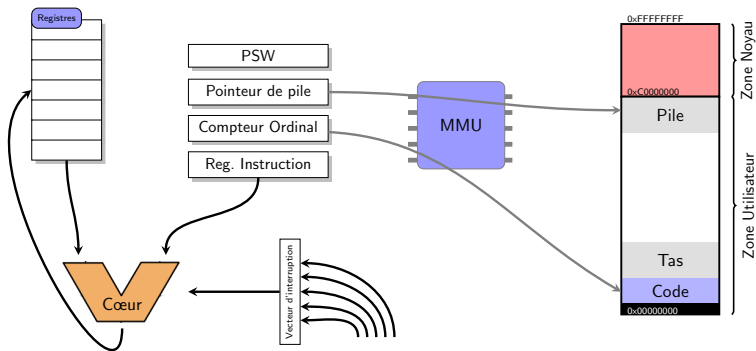 Registres
PSW
Pointeur de pile
Compteur Ordinal
Reg. Instruction
MMU
Cœur
Vecteur d'interruption
0xFFFFFFFF
0xC0000000
Pile
Tas
Code
0x00000000
Zone Noyau
Zone Utilisateur